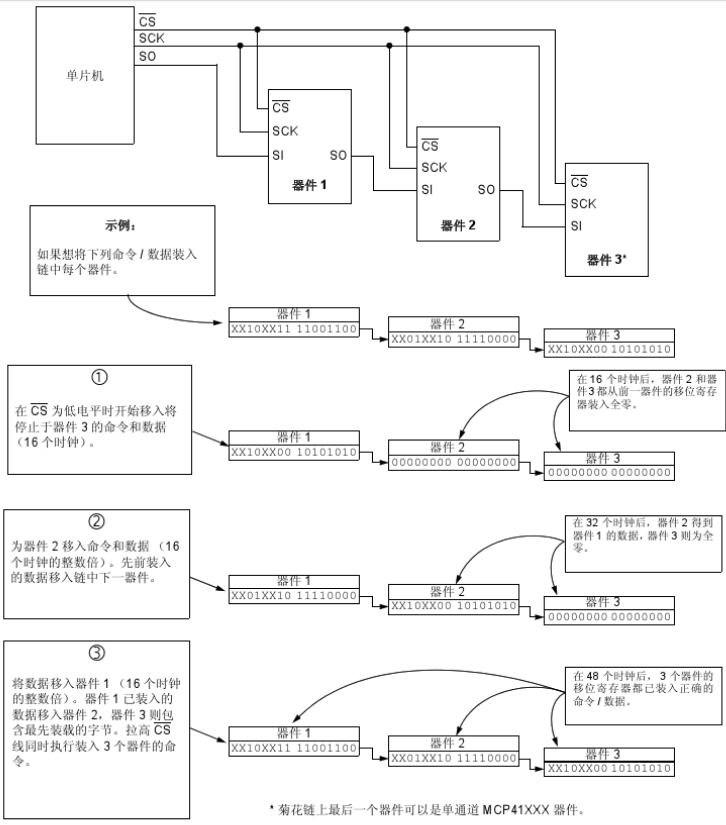 CS
SCK
SO
单片机
CS
SCK
SI SO
器件 1
CS
SCK
SI SO
器件 2
CS
SCK
SI
器件 3*
示例：
如果想将下列命令 / 数据装入
链中每个器件。
器件 1
XX10XX11 11001100
器件 2
XX01XX10 11110000
器件 3
XX10XX00 10101010
①
在 CS 为低电平时开始移入将
停止于器件 3 的命令和数据
（16 个时钟）。
在 16 个时钟后，器件 2 和器
件3 都从前一器件的移位寄存
器装入全零。
器件 1
XX10XX00 10101010
器件 2
00000000 00000000
器件 3
00000000 00000000
②
为器件 2 移入命令和数据 （16
个时钟的整数倍）。先前装入
的数据移入链中下一器件。
在 32 个时钟后，器件 2 得到
器件 1 的数据，器件 3 则为全
零。
器件 1
XX01XX10 11110000
器件 2
XX10XX00 10101010
器件 3
00000000 00000000
③
将数据移入器件 1 （16 个时钟
的整数倍）。器件 1 已装入的
数据移入器件 2，器件 3 则包
含最先装载的字节。拉高 CS
线同时执行装入 3 个器件的命
令。
在 48 个时钟后， 3 个器件的
移位寄存器都已装入正确的
命令 / 数据。
器件 1
XX10XX11 11001100
器件 2
XX01XX10 11110000
器件 3
XX10XX00 10101010
* 菊花链上最后一个器件可以是单通道 MCP41XXX 器件。